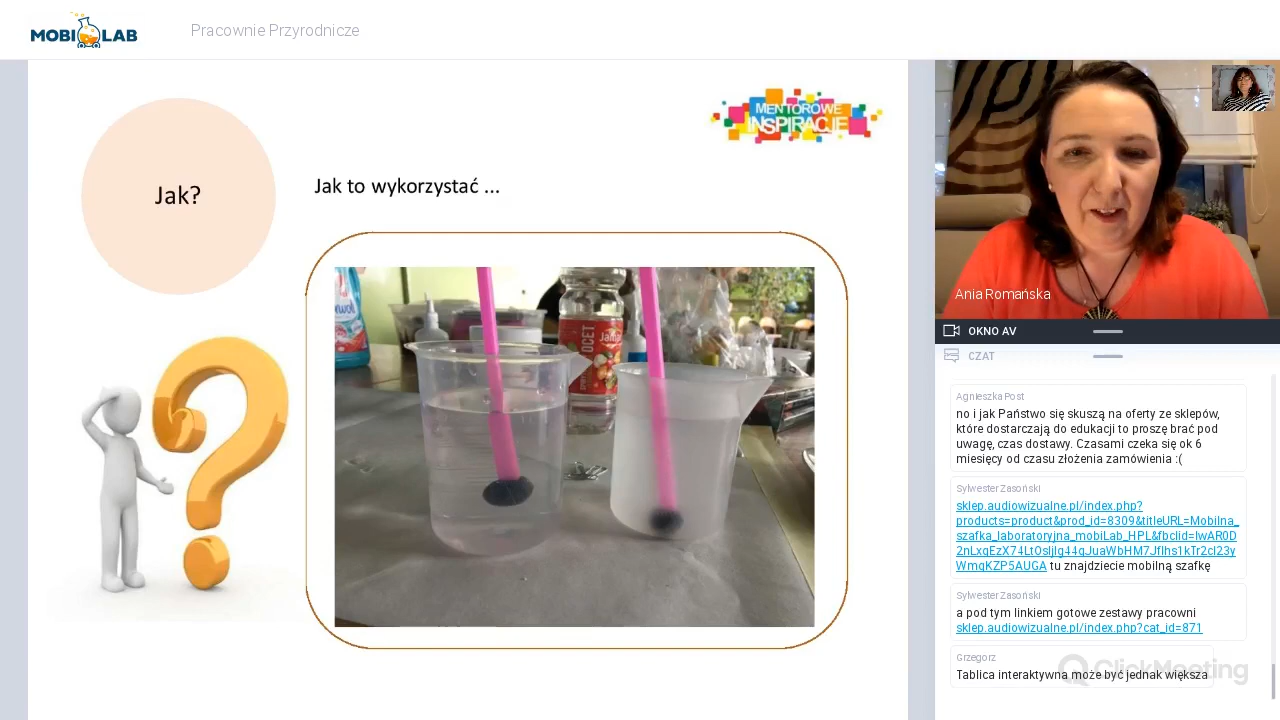 MOBI LAB
Pracownie Przyrodnicze
MENTOROWE
INSPIRACJE
Jak?
Jak to wykorzystać ...
OCET
Ania Romańska
OKNO AV
CZAT
Agnieszka Post
no i jak Państwo się skuszą na oferty ze sklepów,
które dostarczają do edukacji to proszę brać pod
uwagę, czas dostawy. Czasami czeka się ok 6
miesięcy od czasu złożenia zamówienia :(
Sylwester Zasoński
sklep.audiowizualne.pl/index.php?
products=product&prod_id=8309&titleURL=Mobilna_
szafka_laboratoryjna_mobiLab_HPL&fbclid=IwAR0D
tu znajdziecie mobilną szafkę
Sylwester Zasoński
a pod tym linkiem gotowe zestawy pracowni
sklep.audiowizualne.pl/index.php?cat_id=871
Grzegorz
Tablica interaktywna może być jednak większa
ClickMeeting